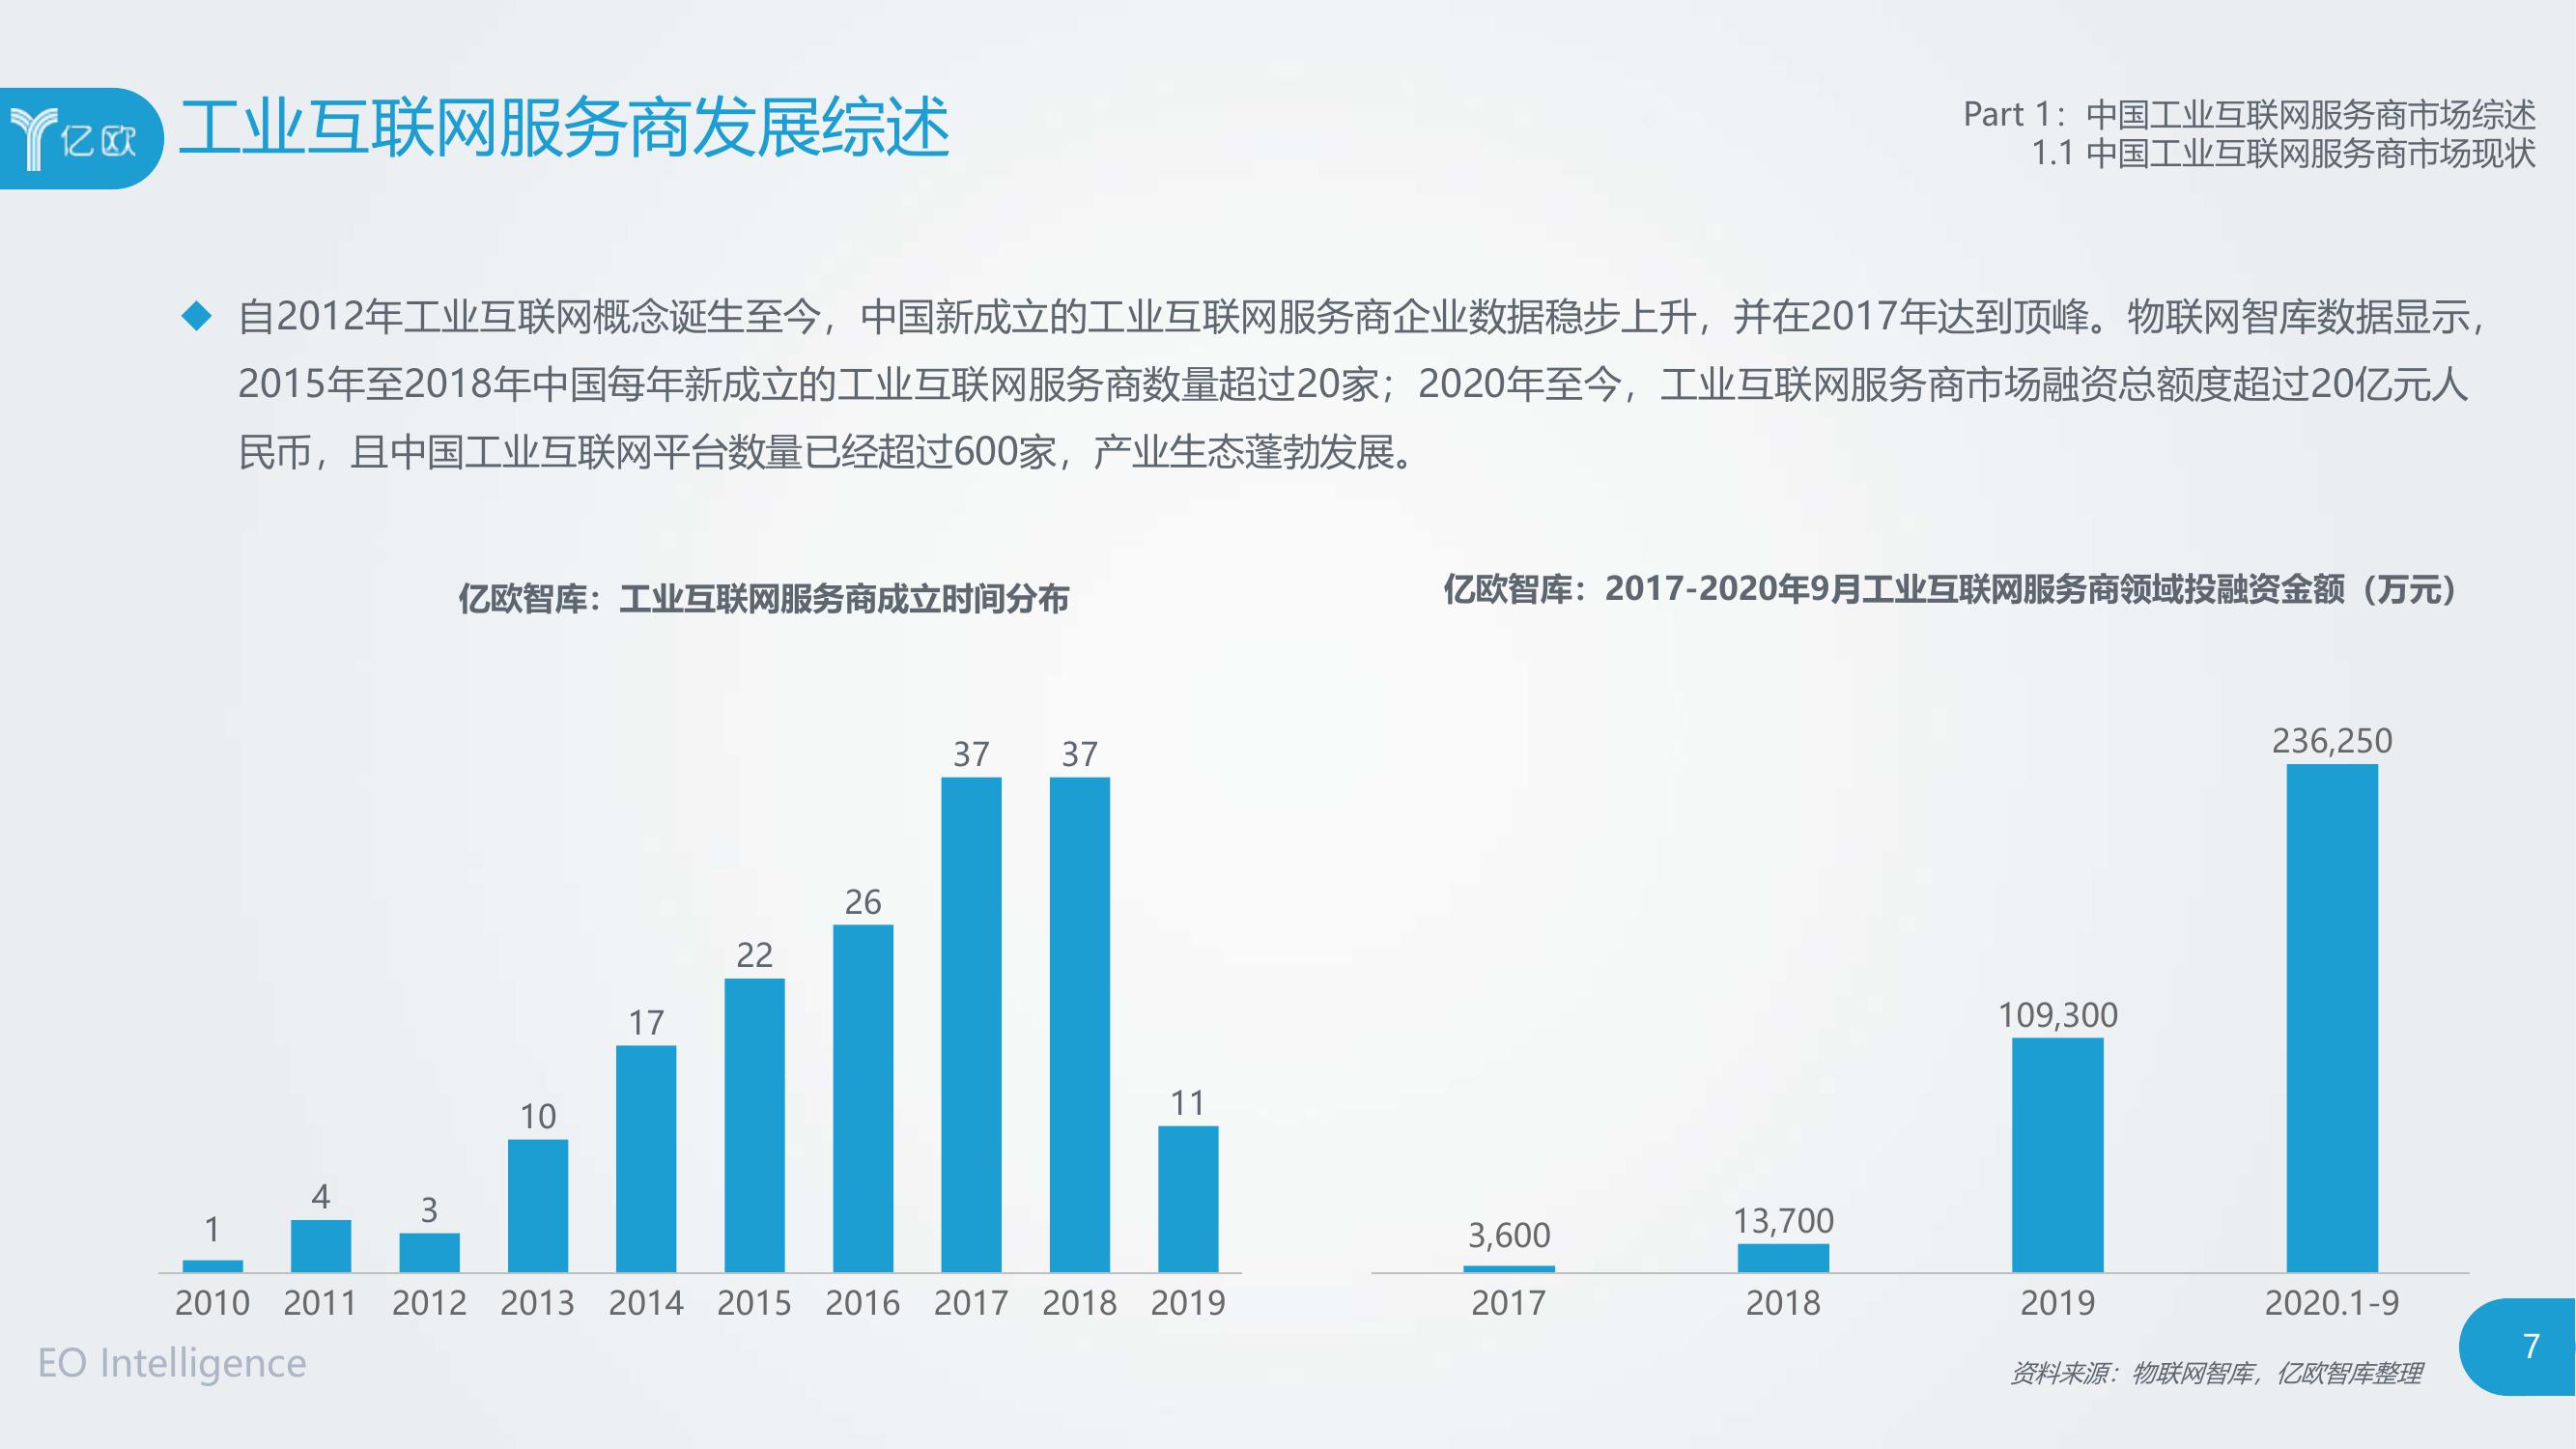 亿欧
工业互联网服务商发展综述
Part 1：中国工业互联网服务商市场综述
1.1 中国工业互联网服务商市场现状
自2012年工业互联网概念诞生至今，中国新成立的工业互联网服务商企业数据稳步上升，并在2017年达到顶峰。物联网智库数据显示，
2015年至2018年中国每年新成立的工业互联网服务商数量超过20家；2020年至今，工业互联网服务商市场融资总额度超过20亿元人
民币，且中国工业互联网平台数量已经超过600家，产业生态蓬勃发展。
亿欧智库：工业互联网服务商成立时间分布
1
4
3
10
17
22
26
37
37
11
2010 2011 2012 2013 2014 2015 2016 2017 2018 2019
亿欧智库：2017-2020年9月工业互联网服务商领域投融资金额（万元）
3,600
13,700
109,300
236,250
2017 2018 2019 2020.1-9
EO Intelligence
资料来源：物联网智库，亿欧智库整理
7